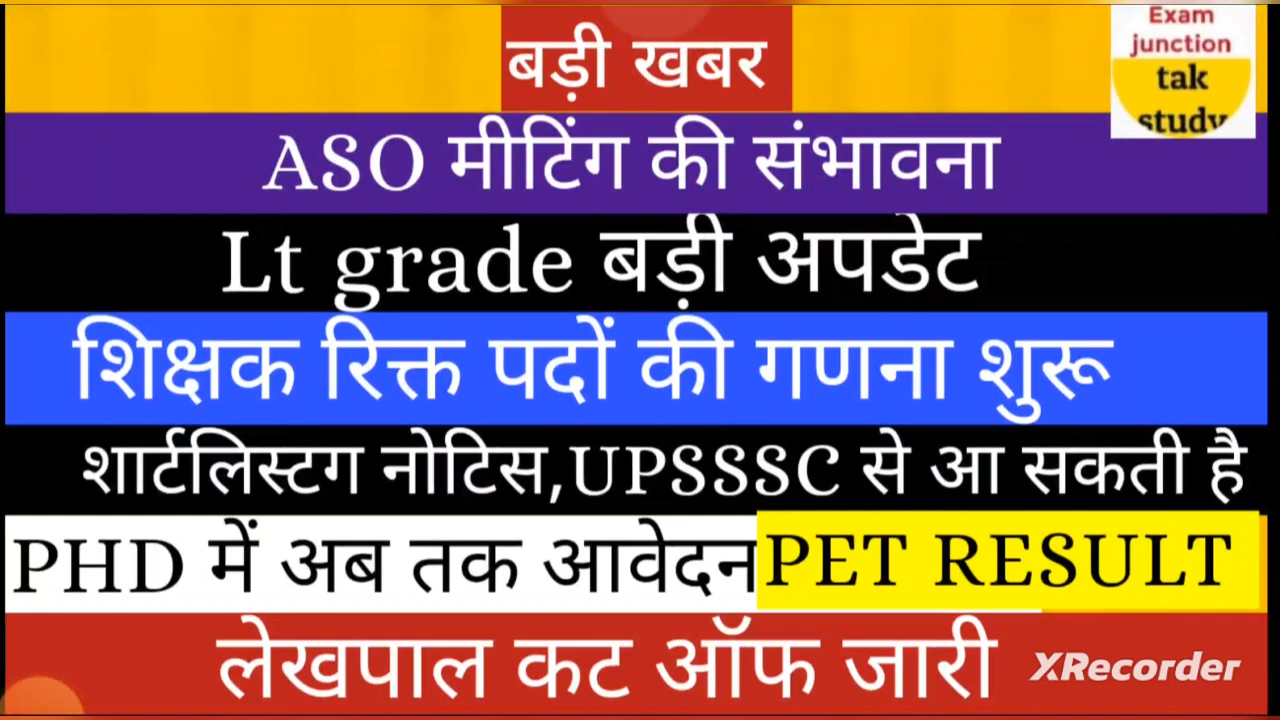 बड़ी खबर
Exam
junction
tak
study
ASO मीटिंग की संभावना
Lt grade बड़ी अपडेट
शिक्षक रिक्त पदों की गणना शुरू
शार्टलिस्टग नोटिस,UPSSSC से आ सकती है
PHD में अब तक आवेदन PET RESULT
लेखपाल कट ऑफ जारी
XRecorder